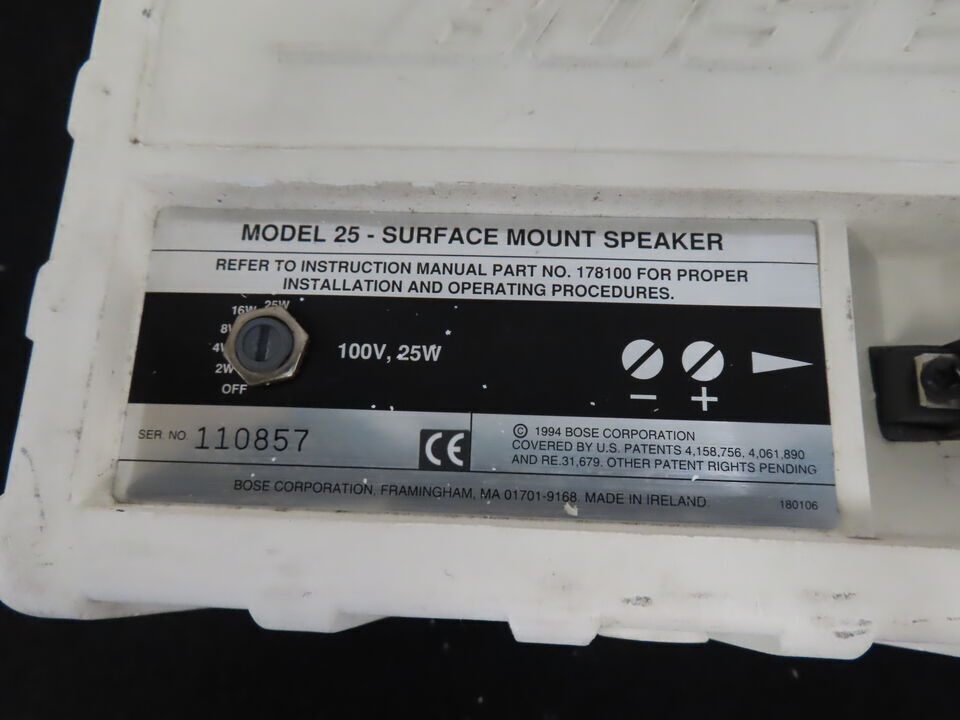 BOSE
MODEL 25 - SURFACE MOUNT SPEAKER
REFER TO INSTRUCTION MANUAL PART NO. 178100 FOR PROPER
INSTALLATION AND OPERATING PROCEDURES.
16W 25W
4W
2W
OFF
100V, 25W
− +
SER. NO. 110857
CE
© 1994 BOSE CORPORATION
COVERED BY U.S. PATENTS 4,158,756, 4,061,890
AND RE.31,679. OTHER PATENT RIGHTS PENDING
BOSE CORPORATION, FRAMINGHAM, MA 01701-9168. MADE IN IRELAND
180106